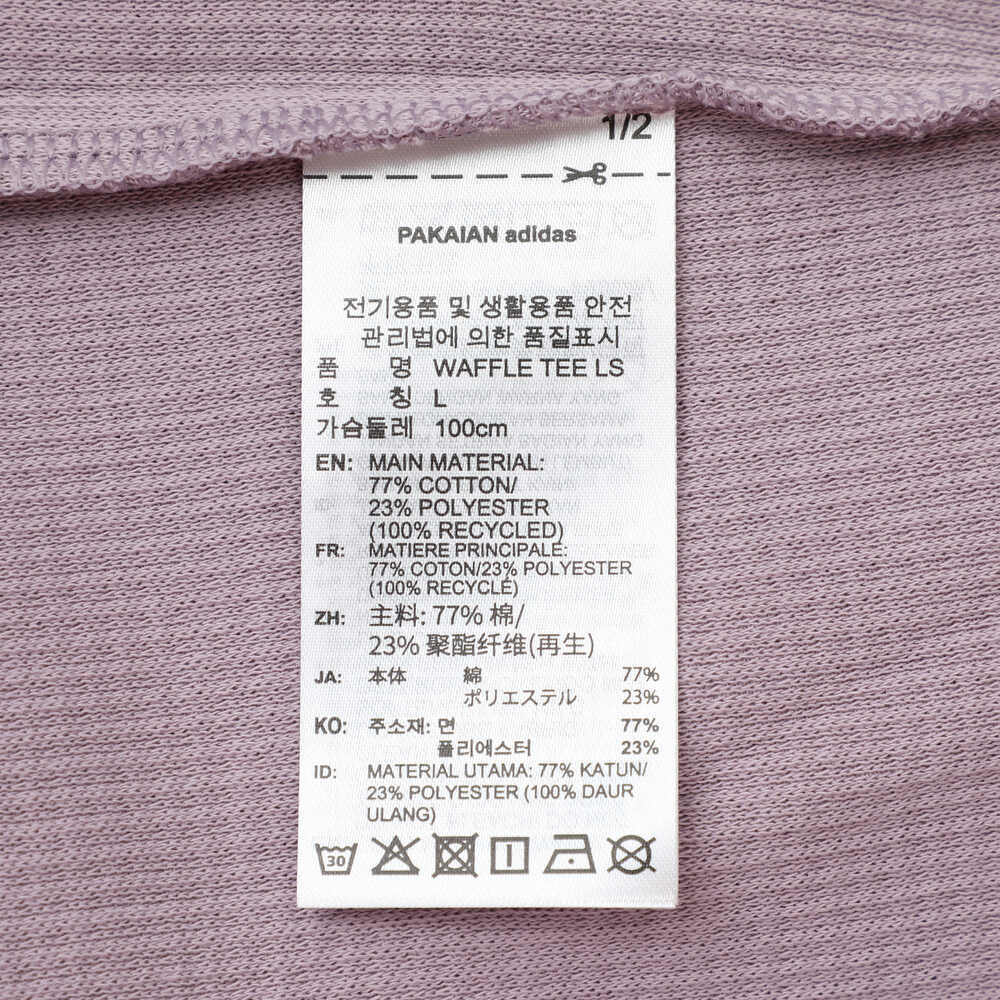 1/2
PAKAIAN adidas
전기용품 및 생활용품 안전
관리법에 의한 품질표시
품 명 WAFFLE TEE LS
호 칭 L
가슴둘레 100cm
EN: MAIN MATERIAL:
77% COTTON/
23% POLYESTER
(100% RECYCLED)
FR: MATIERE PRINCIPALE:
77% COTON/23% POLYESTER
(100% RECYCLÉ)
ZH: 主料: 77% 棉/
23% 聚酯纤维(再生)
JA: 本体 綿 77%
ポリエステル 23%
KO: 주소재: 면 77%
폴리에스터 23%
ID: MATERIAL UTAMA: 77% KATUN/
23% POLYESTER (100% DAUR
ULANG)
30